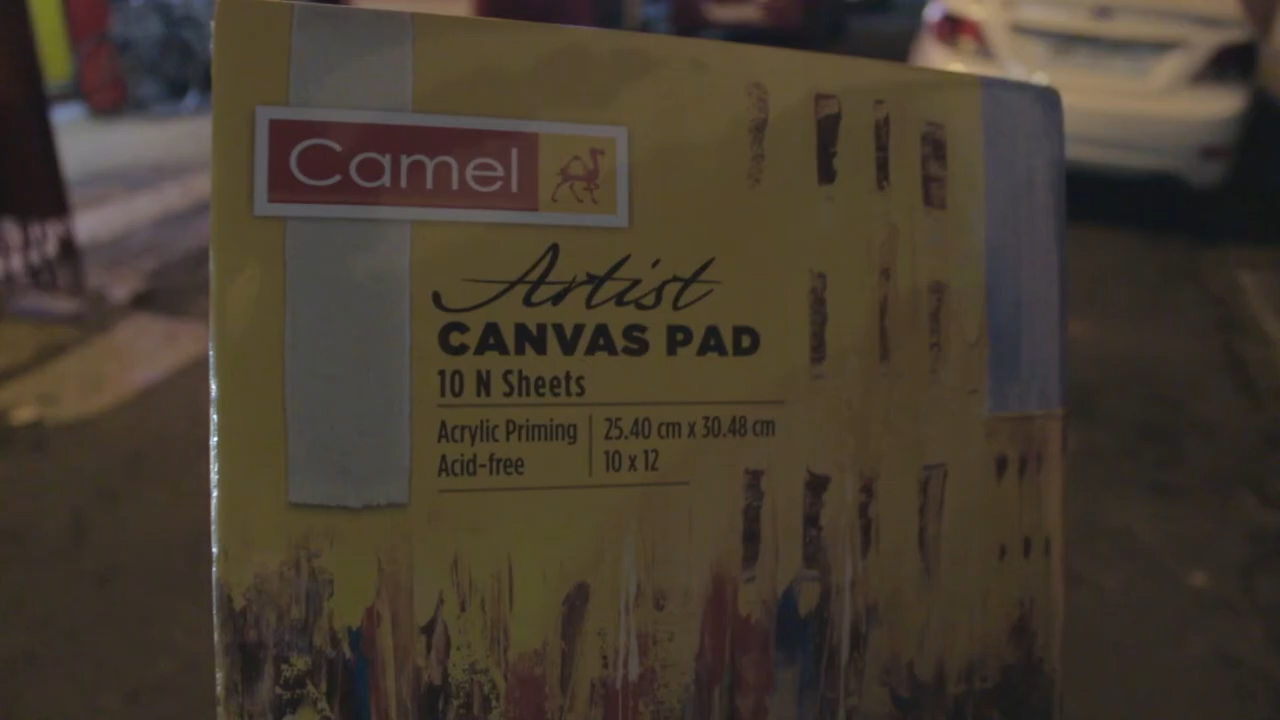 Camel
Artist
CANVAS PAD
10 N Sheets
Acrylic Priming
Acid-free
25.40 cm x 30.48 cm
10 x 12